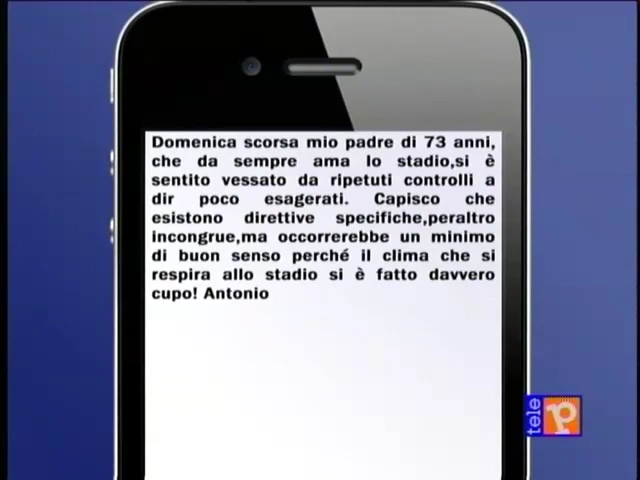 Domenica scorsa mio padre di 73 anni,
che da sempre ama lo stadio,si è
sentito vessato da ripetuti controlli a
dir poco esagerati. Capisco che
esistono direttive specifiche,peraltro
incongrue,ma occorrerebbe un minimo
di buon senso perché il clima che si
respira allo stadio si è fatto davvero
cupo! Antonio
tele
p